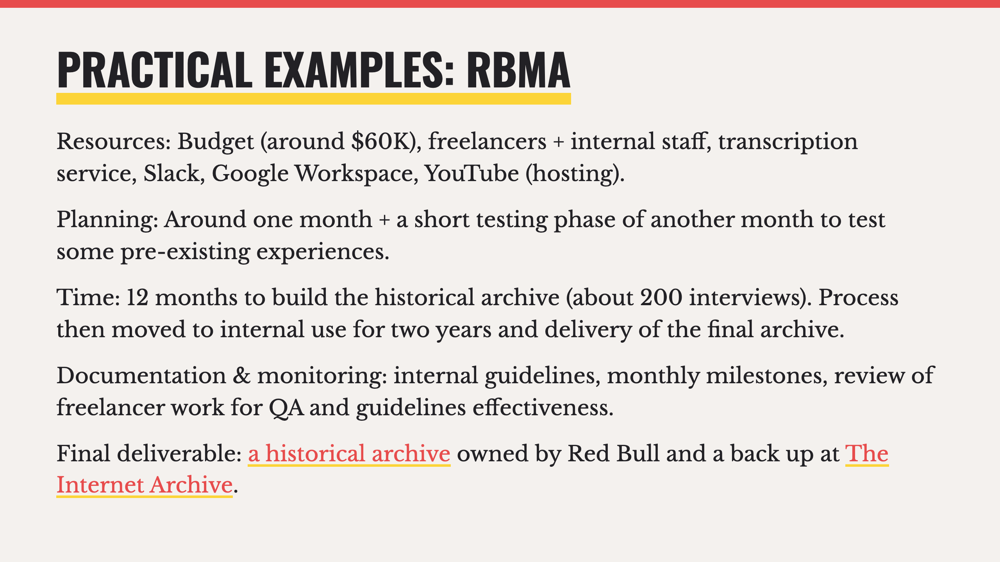 PRACTICAL EXAMPLES: RBMA
Resources: Budget (around $60K), freelancers + internal staff, transcription
service, Slack, Google Workspace, YouTube (hosting).
Planning: Around one month + a short testing phase of another month to test
some pre-existing experiences.
Time: 12 months to build the historical archive (about 200 interviews). Process
then moved to internal use for two years and delivery of the final archive.
Documentation & monitoring: internal guidelines, monthly milestones, review of
freelancer work for QA and guidelines effectiveness.
Final deliverable: a historical archive owned by Red Bull and a back up at The
Internet Archive.